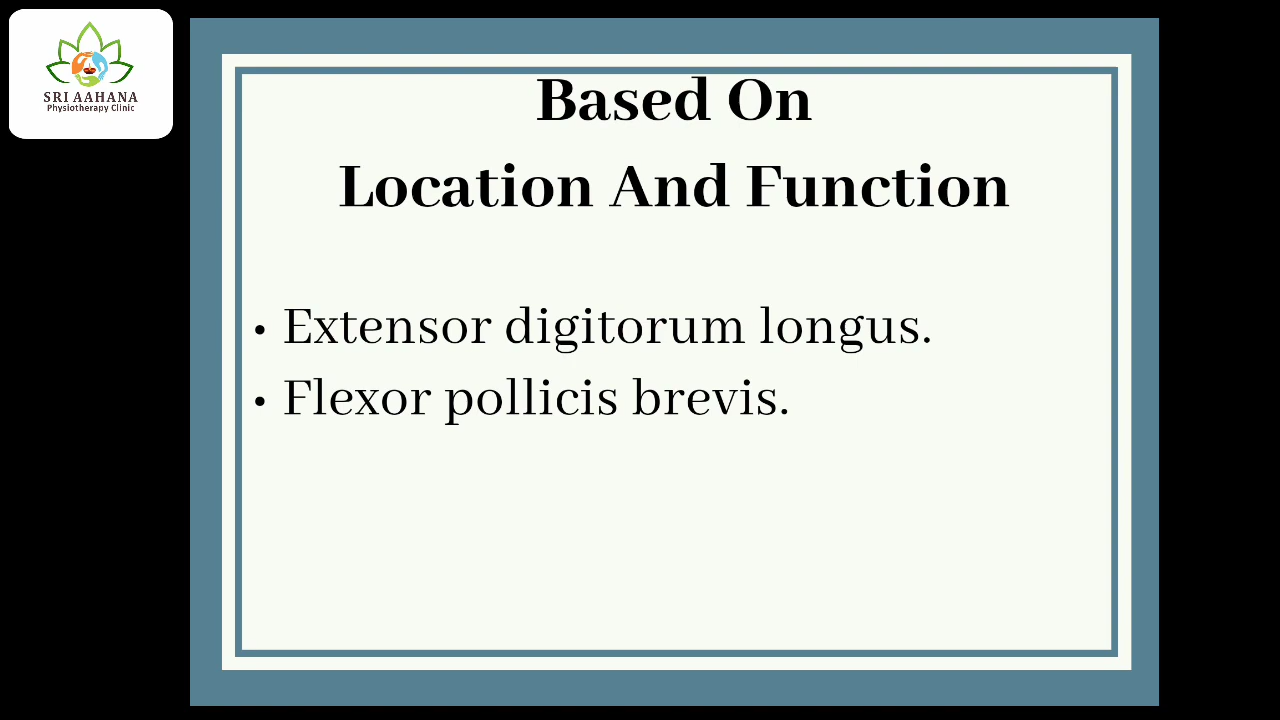 SRI AAHANA
Physiotherapy Clinic
Based On
Location And Function
• Extensor digitorum longus.
• Flexor pollicis brevis.